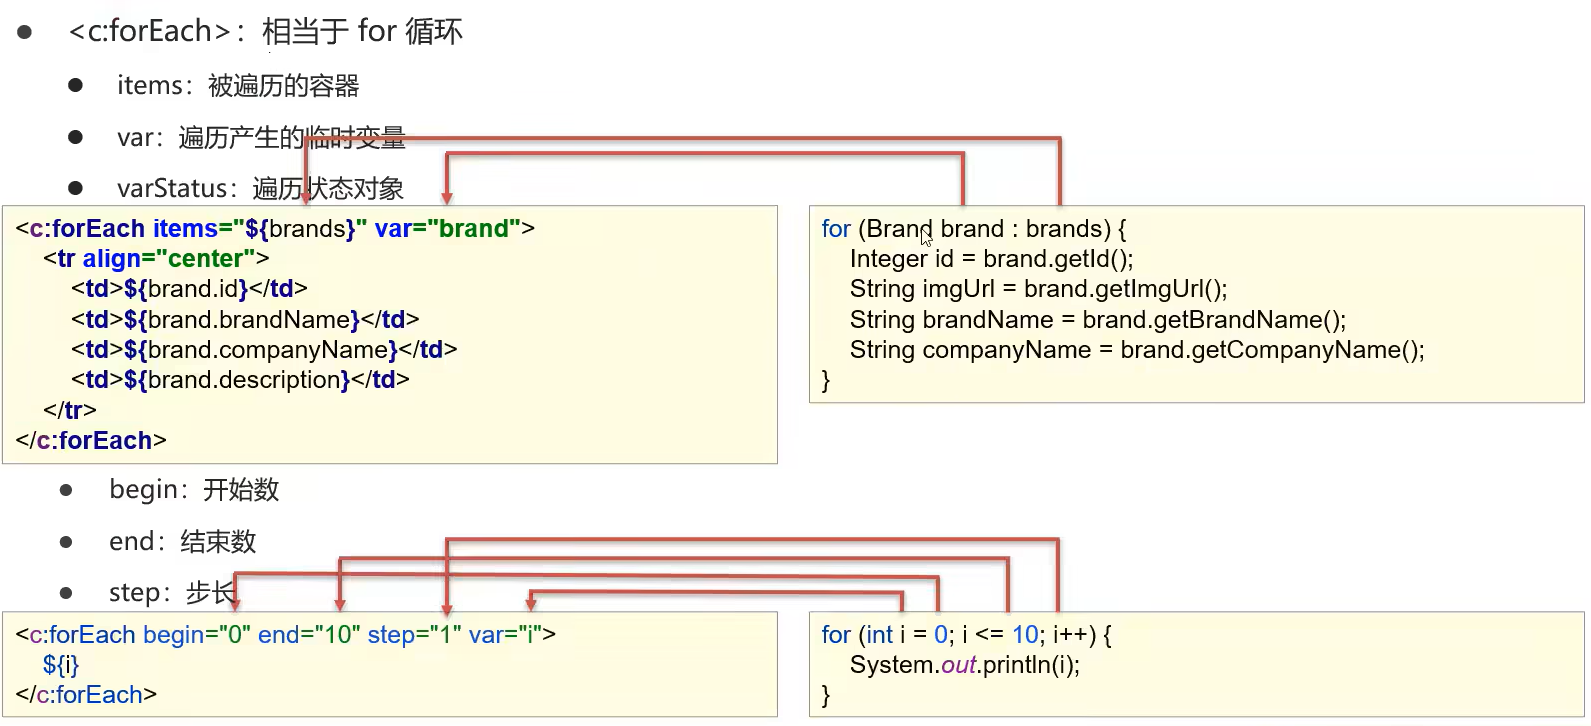 <c:forEach>：相当于 for 循环
items：被遍历的容器
var：遍历产生的临时变量
varStatus：遍历状态对象
<c:forEach items="${brands}" var="brand">
<tr align="center">
<td>${brand.id}</td>
<td>${brand.brandName}</td>
<td>${brand.companyName}</td>
<td>${brand.description}</td>
</tr>
</c:forEach>
for (Brand brand : brands) {
Integer id = brand.getId();
String imgUrl = brand.getImgUrl();
String brandName = brand.getBrandName();
String companyName = brand.getCompanyName();
}
begin：开始数
end：结束数
step：步长
<c:forEach begin="0" end="10" step="1" var="i">
${i}
</c:forEach>
for (int i = 0; i <= 10; i++) {
System.out.println(i);
}